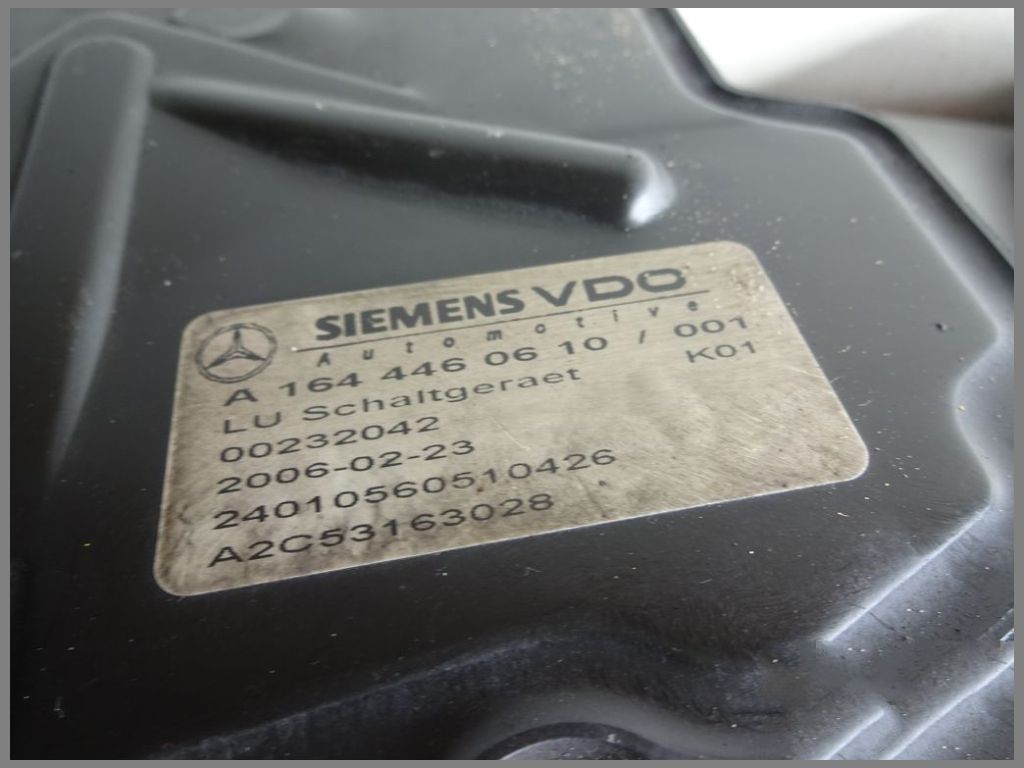 SIEMENS VDO
Automotive
A 164 446 06 10 / 001
LU Schaltgeraet K01
00232042
2006-02-23
24010560510426
A2C53163028